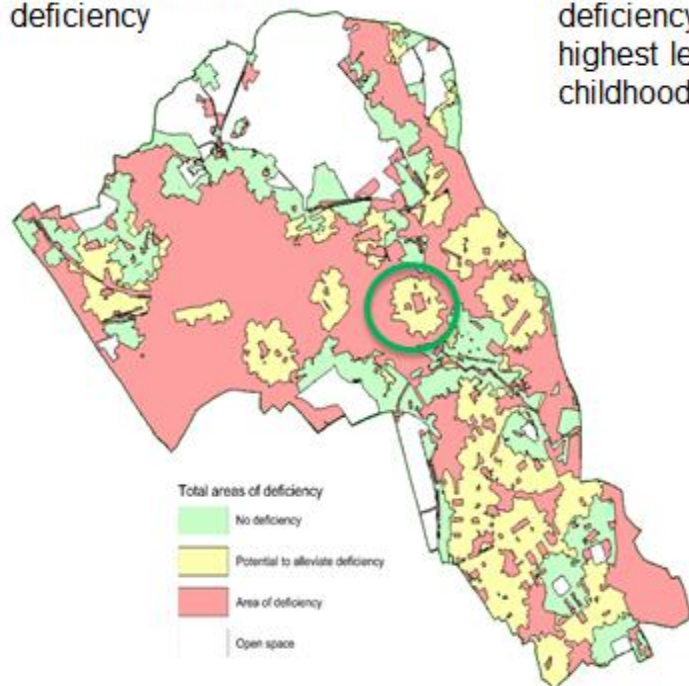 deficiency
deficiency
highest le
childhood
Total areas of deficiency
No deficiency
Potential to alleviate deficiency
Area of deficiency
Open space